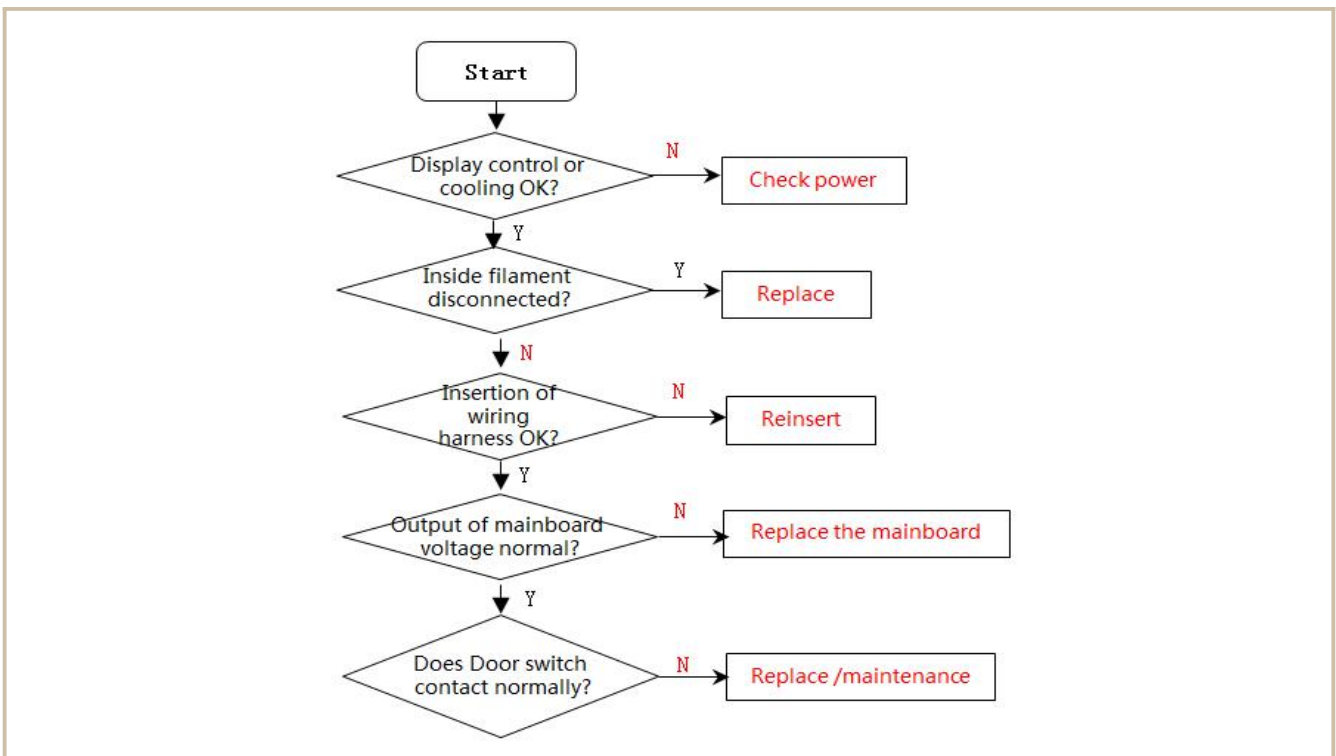 Start
Display control or
cooling OK?
N
Check power
Y
Inside filament
disconnected?
Y
Replace
N
Insertion of
wiring
harness OK?
N
Reinsert
Y
Output of mainboard
voltage normal?
N
Replace the mainboard
Y
Does Door switch
contact normally?
N
Replace /maintenance